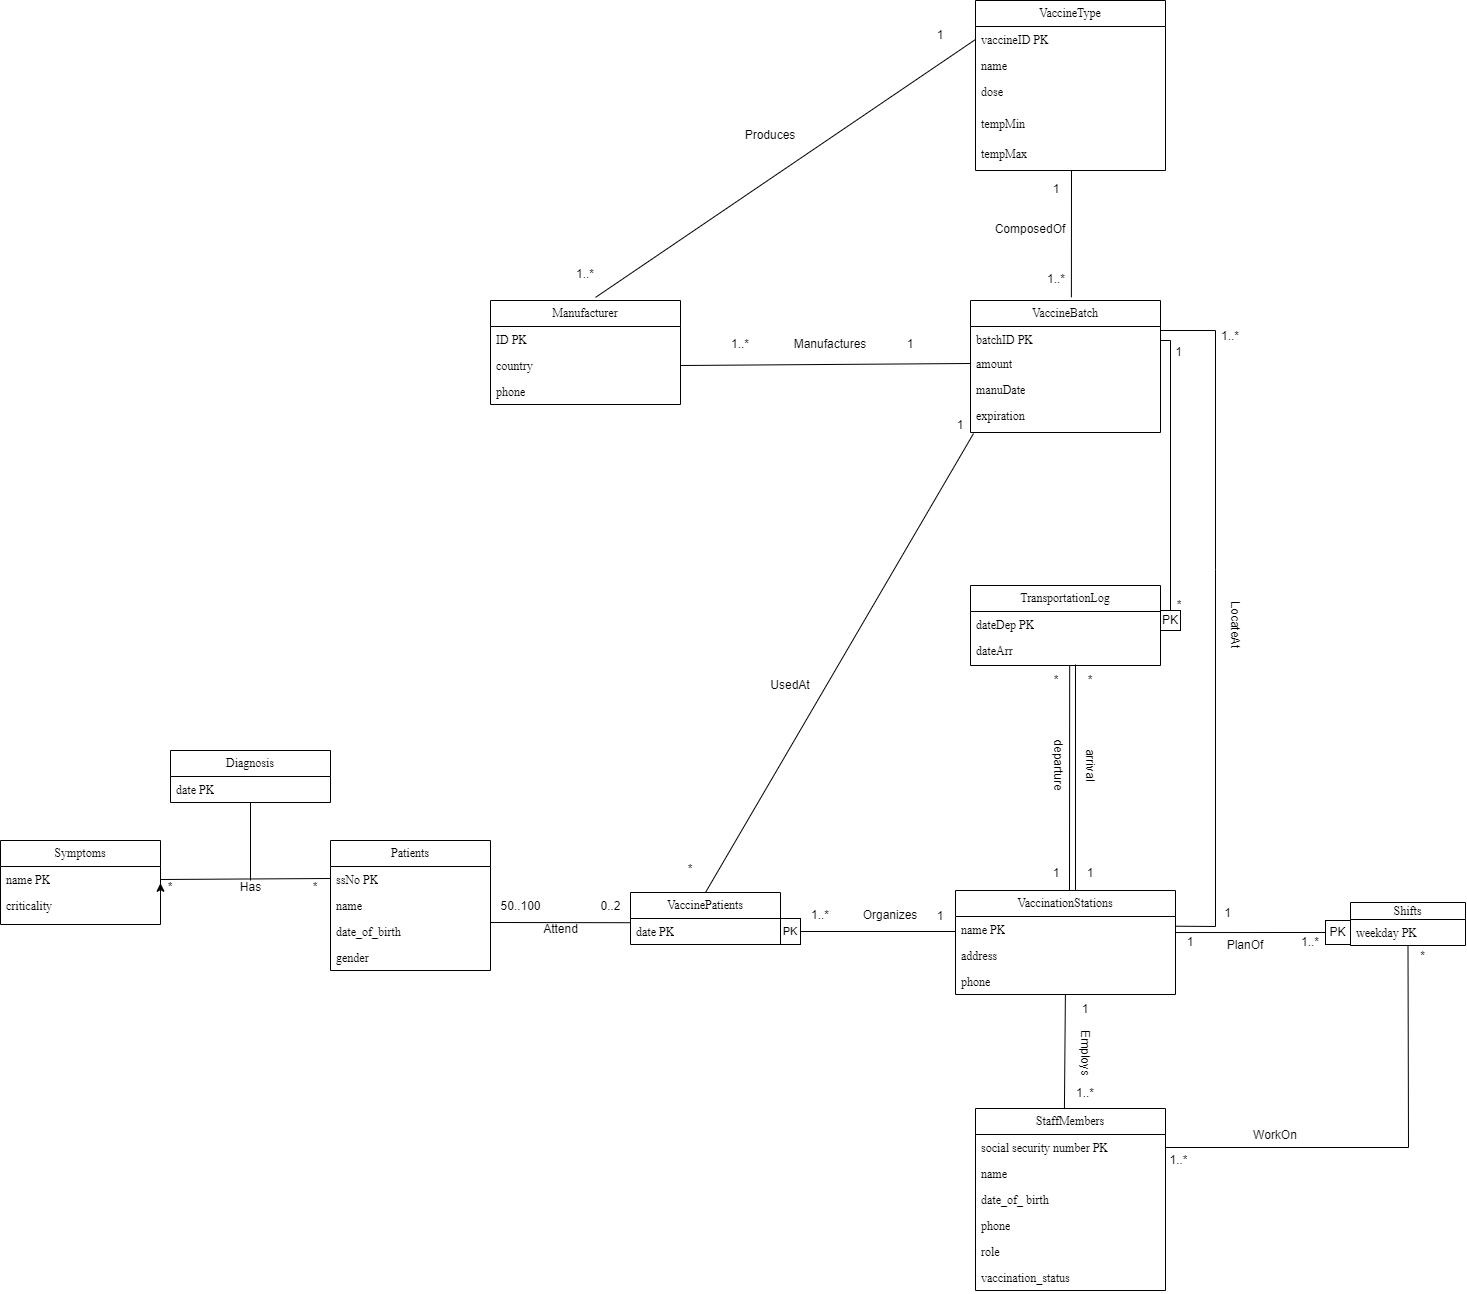 VaccineType
vaccineID PK
name
dose
tempMin
tempMax
1
Produces
1..*
1
ComposedOf
1..*
Manufacturer
ID PK
country
phone
1..*
Manufactures
1
VaccineBatch
batchID PK
amount
manuDate
expiration
1..*
1
1
UsedAt
*
LocateAt
1
TransportationLog
dateDep PK
dateArr
*
PK
*
*
departure
arrival
1
1
Diagnosis
date PK
Symptoms
name PK
criticality
*
Has
*
Patients
ssNo PK
name
date_of_birth
gender
50..100
0..2
Attend
VaccinePatients
date PK
PK
1..*
Organizes
1
VaccinationStations
name PK
address
phone
1
PlanOf
1..*
PK
Shifts
weekday PK
*
1
Employs
1..*
StaffMembers
social security number PK
name
date_of_ birth
phone
role
vaccination_status
WorkOn
1..*